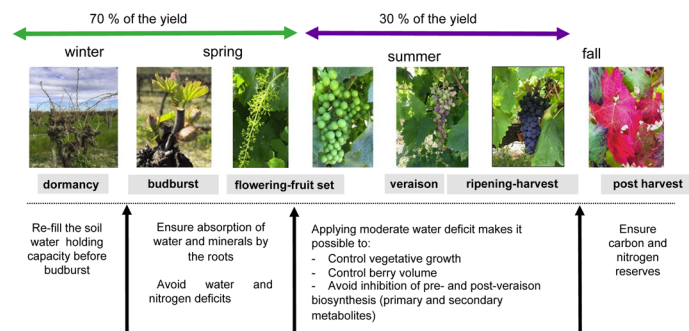 70 % of the yield
30 % of the yield
winter
spring
summer
fall
dormancy
budburst
flowering-fruit set
veraison
ripening-harvest
post harvest
Re-fill the soil
water holding
capacity before
budburst
Ensure absorption of
water and minerals by
the roots
Avoid water and
nitrogen deficits
Applying moderate water deficit makes it
possible to:
- Control vegetative growth
- Control berry volume
- Avoid inhibition of pre- and post-veraison
biosynthesis (primary and secondary
metabolites)
Ensure
carbon and
nitrogen
reserves